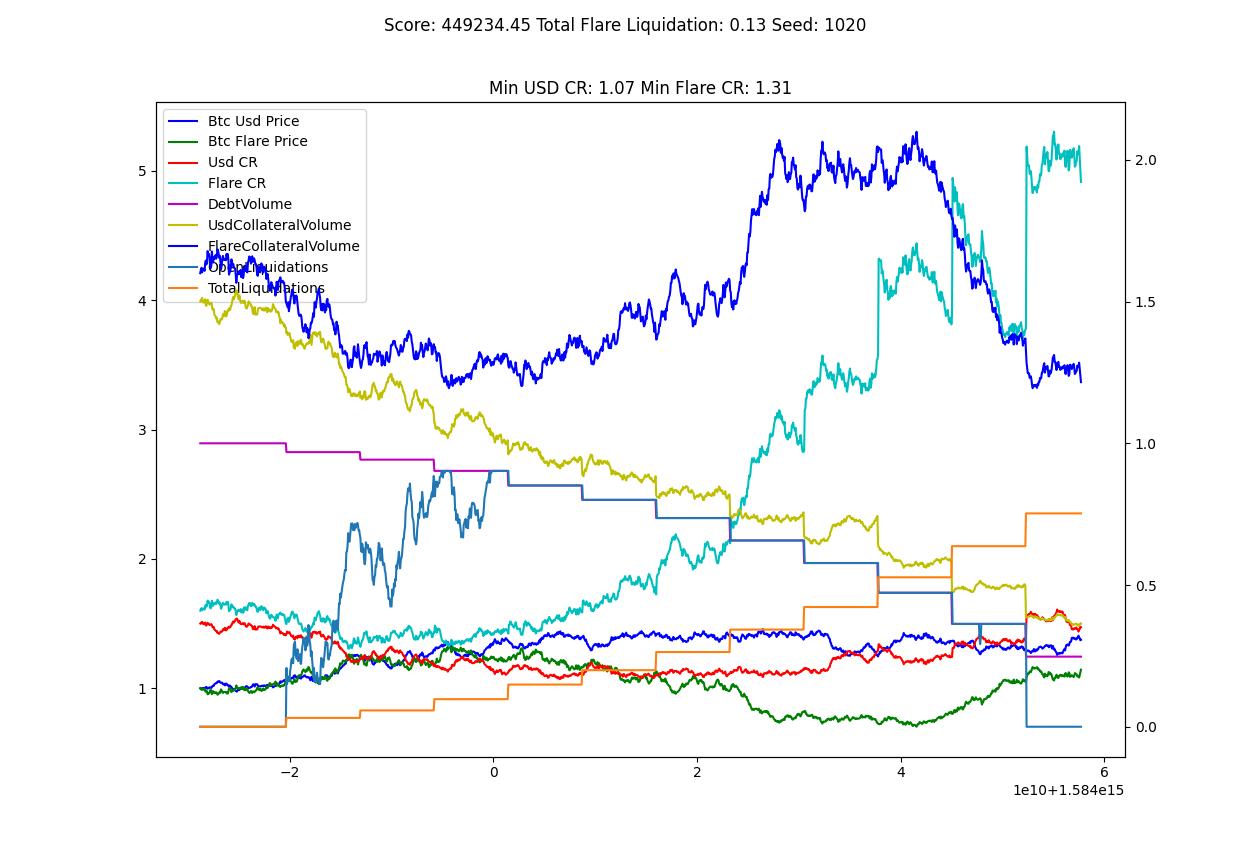 Score: 449234.45 Total Flare Liquidation: 0.13 Seed: 1020
Min USD CR: 1.07 Min Flare CR: 1.31
Btc Usd Price
Btc Flare Price
Usd CR
Flare CR
DebtVolume
UsdCollateralVolume
FlareCollateralVolume
OpenLiquidations
TotalLiquidations
5
4
3
2
1
2.0
1.5
1.0
0.5
0.0
−2
0
2
4
6
1e10+1.584e15